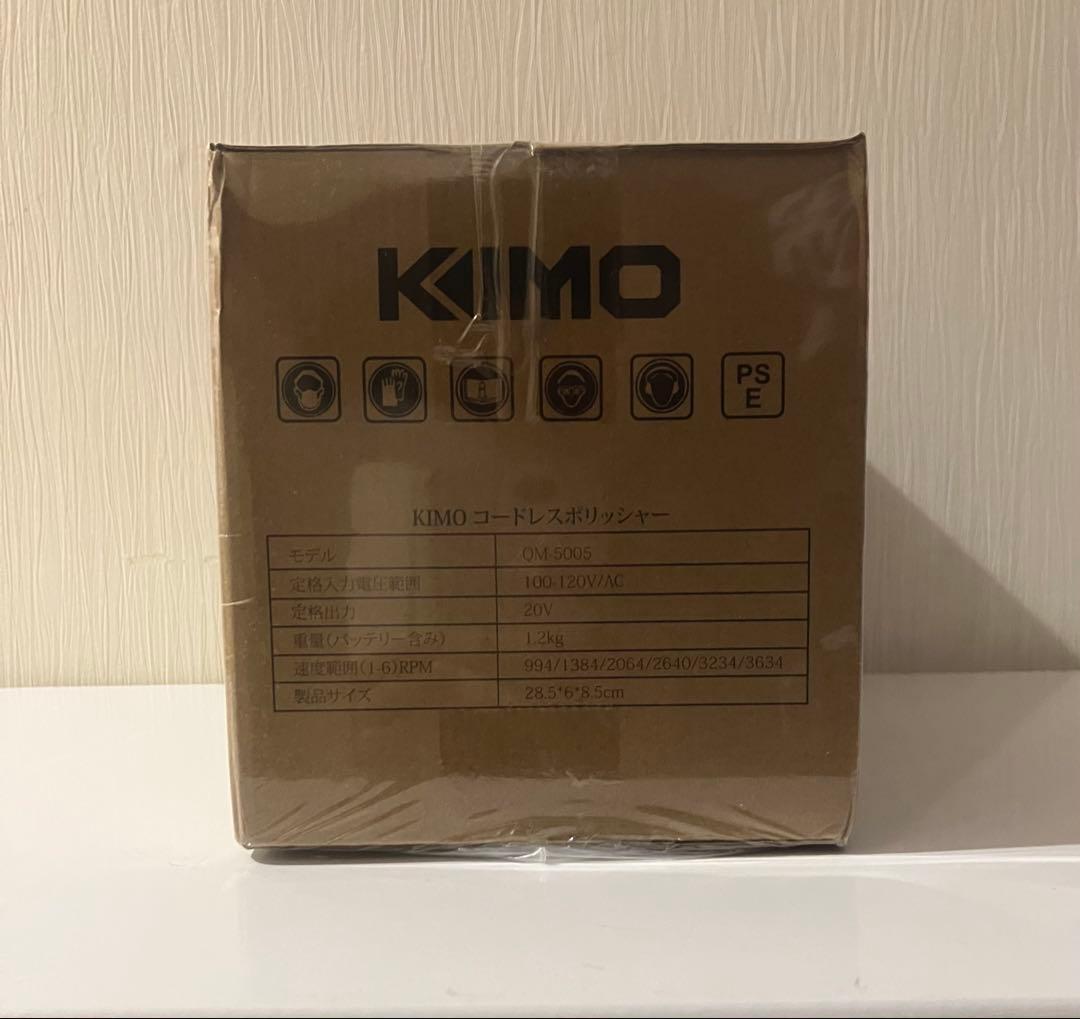 KIMO
PS
E
KIMO コードレスポリッシャー
モデル QM-5005
定格入力電圧範囲 100-120V/AC
定格出力 20V
重量(バッテリー含み) 1.2kg
速度範囲(1-6)RPM 994/1384/2064/2640/3234/3634
製品サイズ 28.5*6*8.5cm